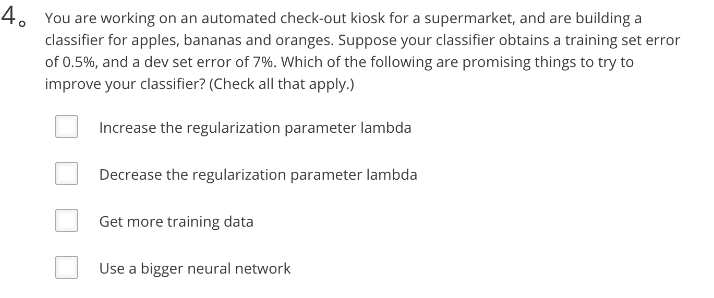 4。 You are working on an automated check-out kiosk for a supermarket, and are building a
classifier for apples, bananas and oranges. Suppose your classifier obtains a training set error
of 0.5%, and a dev set error of 7%. Which of the following are promising things to try to
improve your classifier? (Check all that apply.)
Increase the regularization parameter lambda
Decrease the regularization parameter lambda
Get more training data
Use a bigger neural network